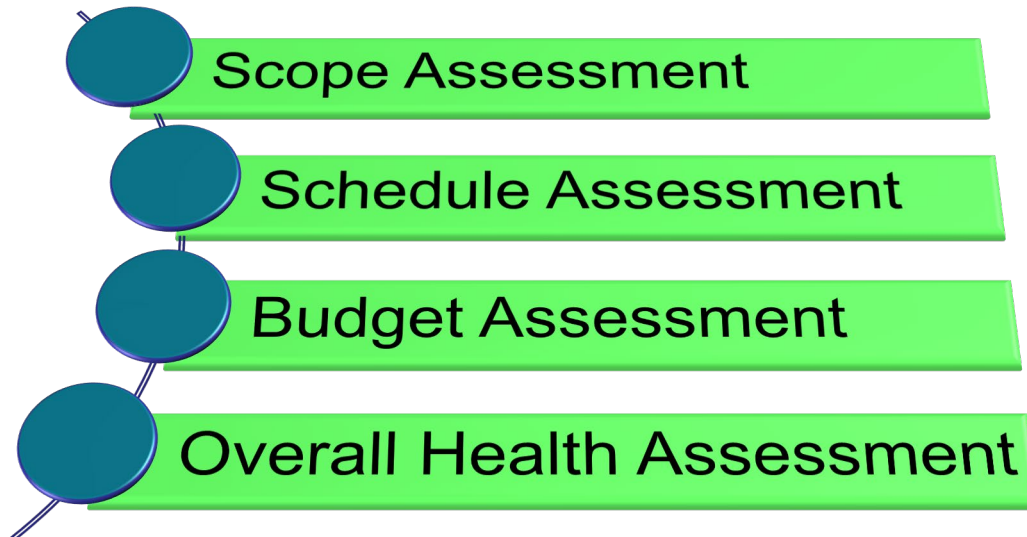 Scope Assessment
Schedule Assessment
Budget Assessment
Overall Health Assessment